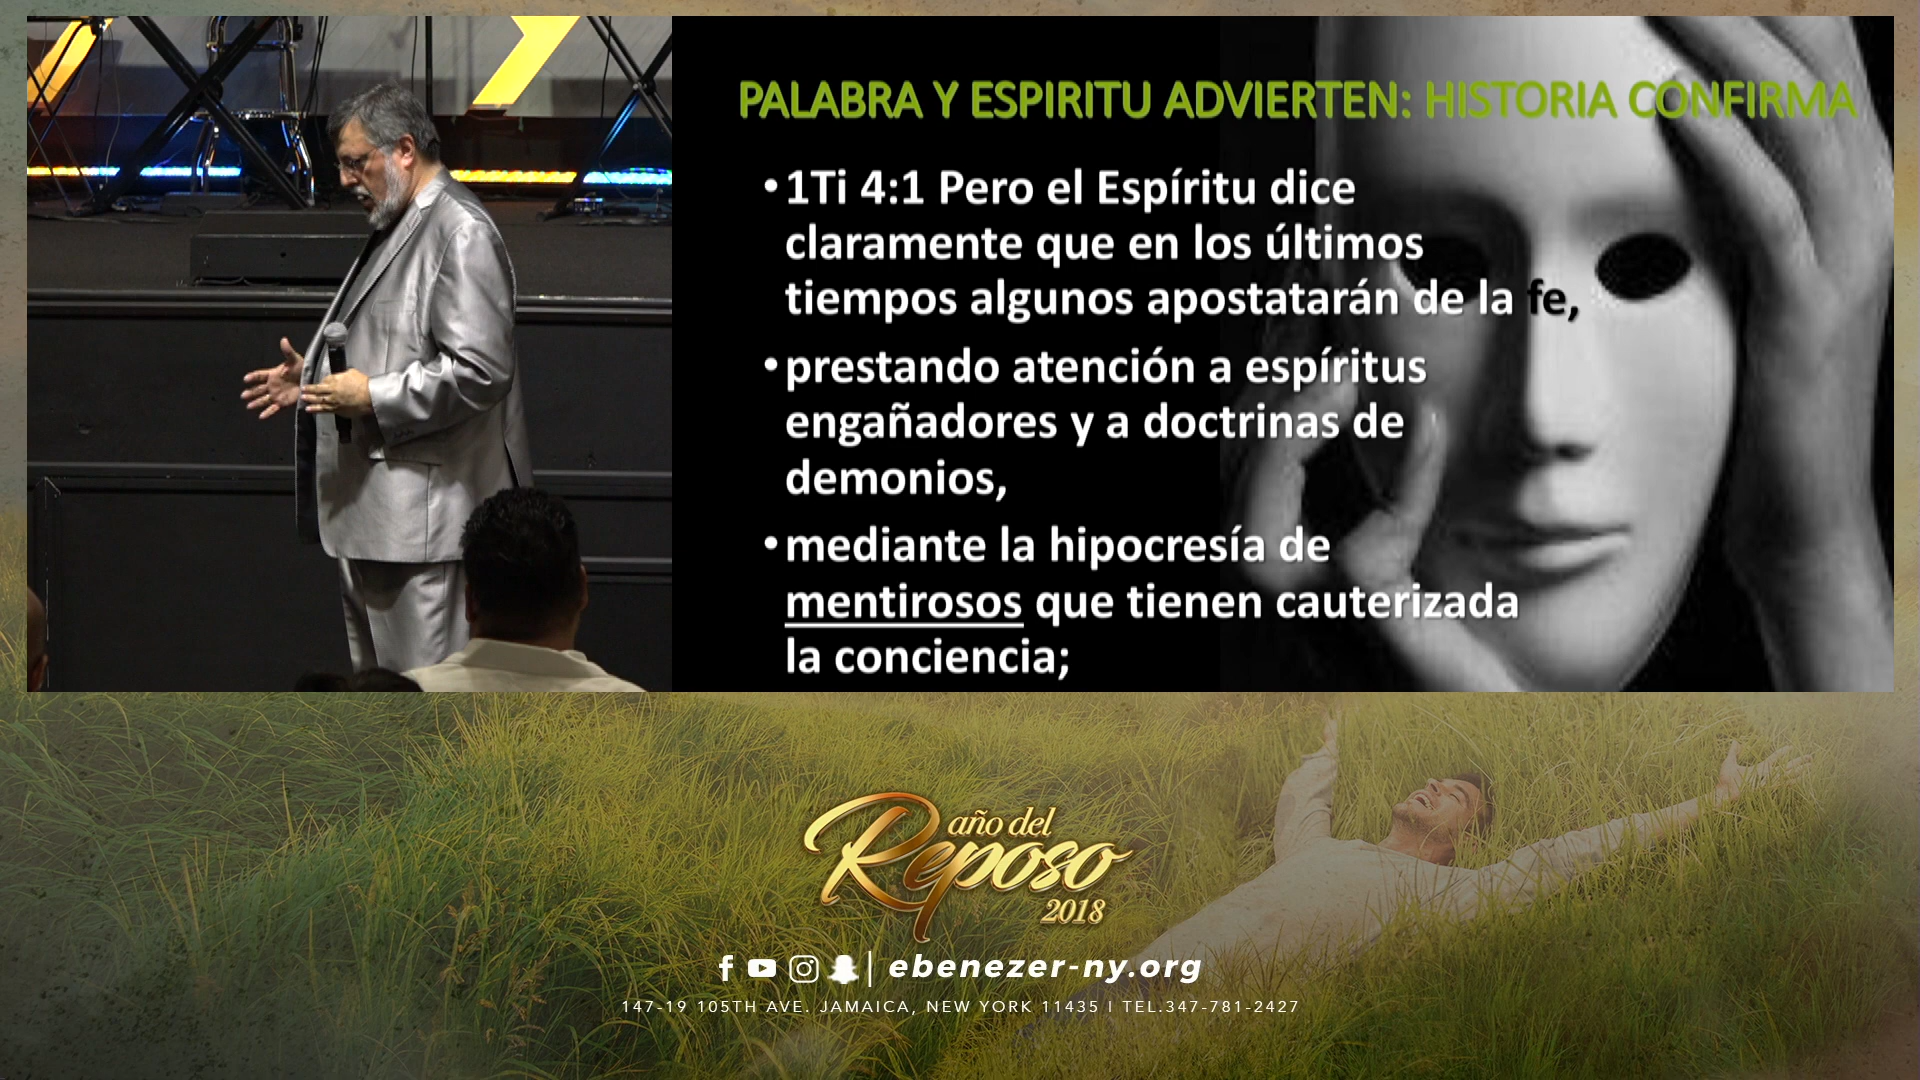 PALABRA Y ESPIRITU ADVIERTEN: HISTORIA CONFIRMA
• 1Ti 4:1 Pero el Espíritu dice
claramente que en los últimos
tiempos algunos apostatarán de la fe,
• prestando atención a espíritus
engañadores y a doctrinas de
demonios,
• mediante la hipocresía de
mentirosos que tienen cauterizada
la conciencia;
año del
Reposo
2018
ebenezer-ny.org
147-19 105TH AVE. JAMAICA, NEW YORK 11435 | TEL.347-781-2427